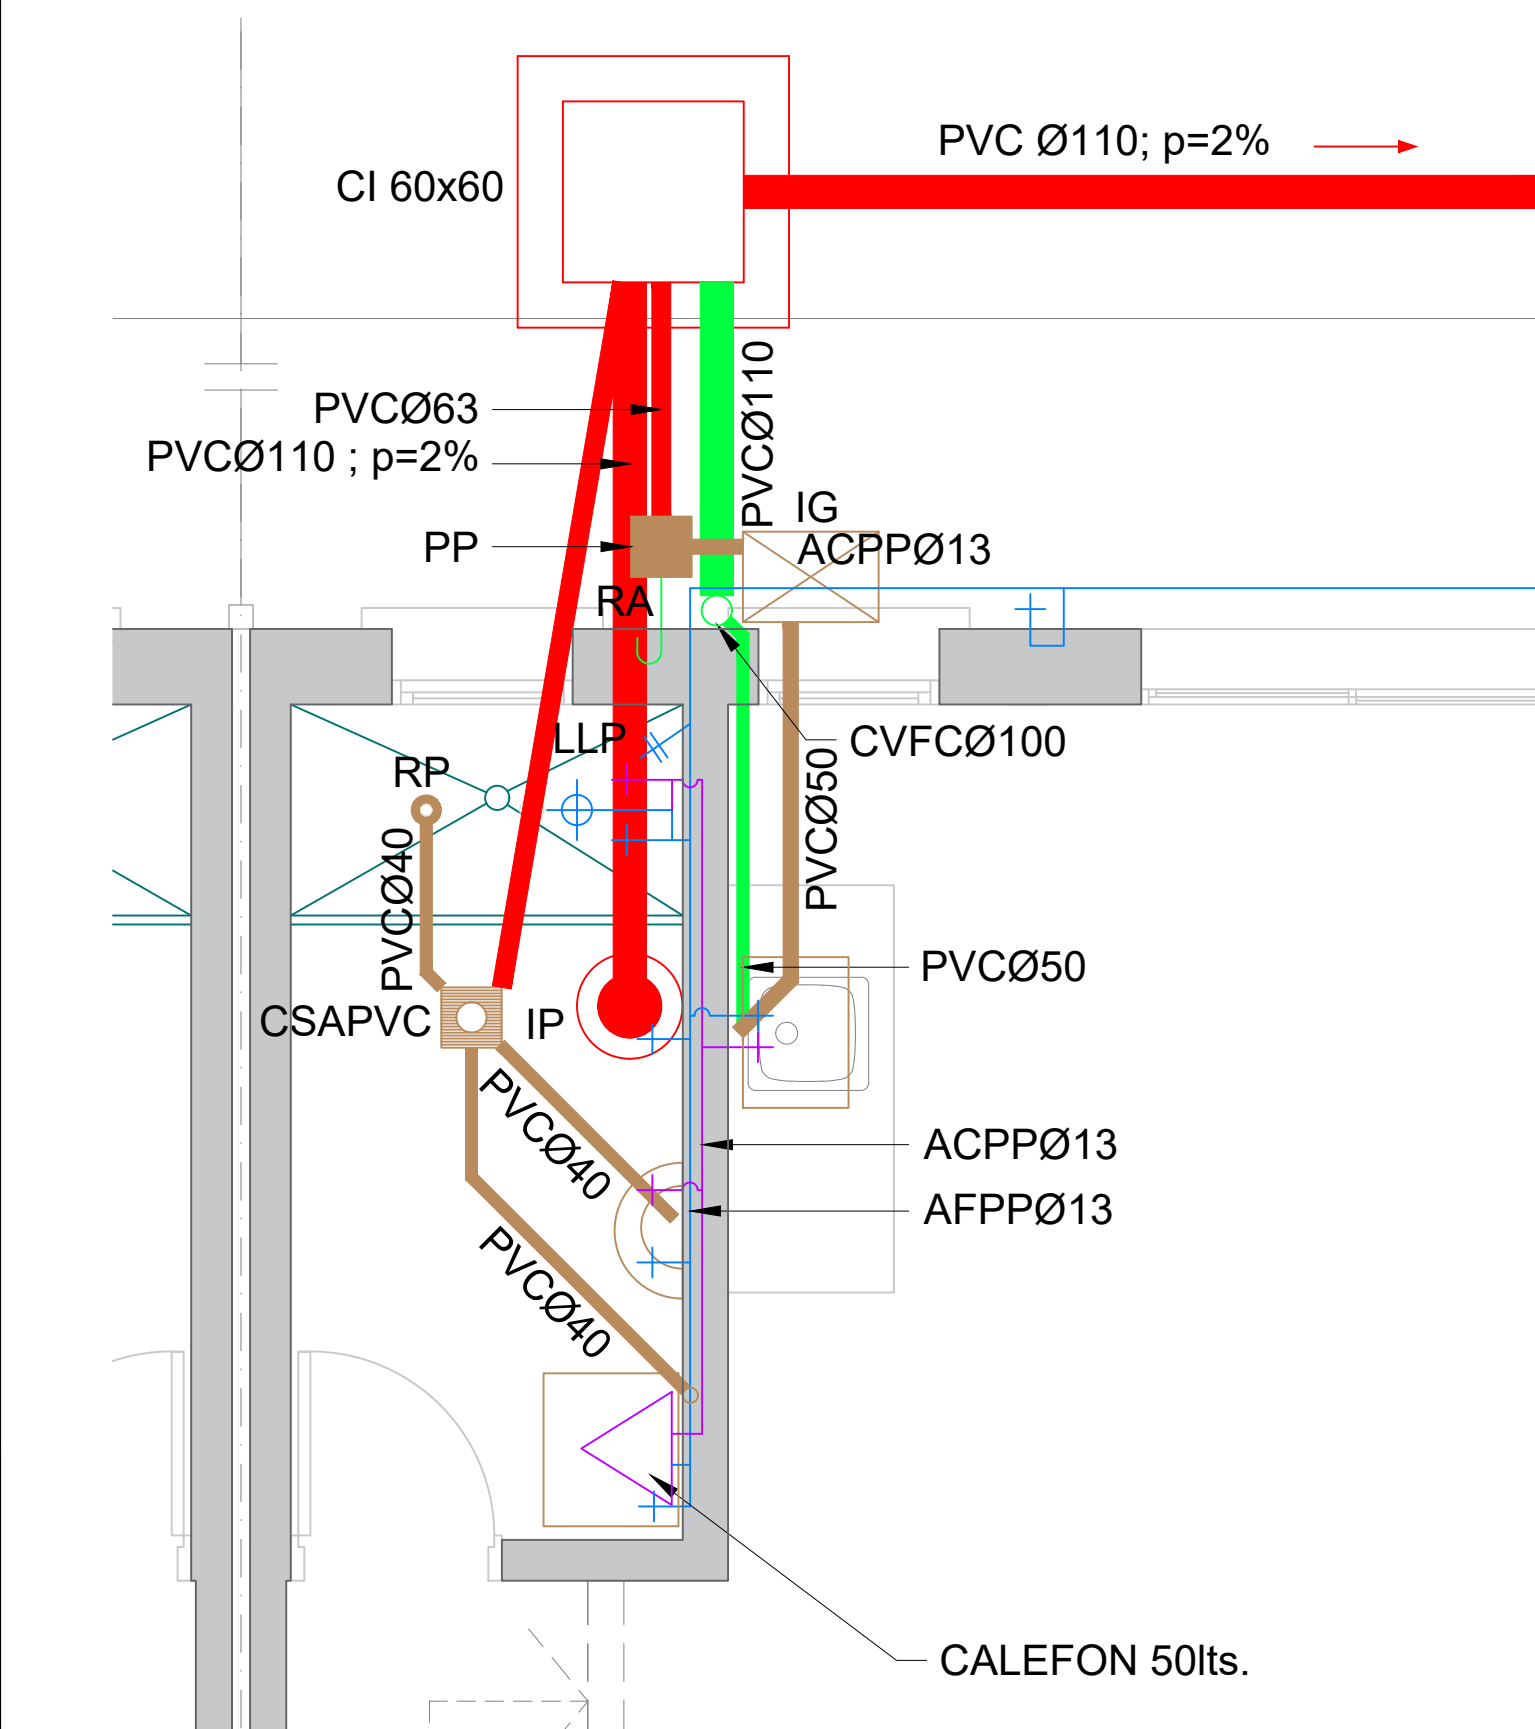 PVC Ø110; p=2%
CI 60x60
PVCØ110
PVCØ63
PVCØ110 ; p=2%
IG
PP
ACPPØ13
RA
LLP
CVFCØ100
RP
PVCØ50
PVCØ40
PVCØ50
CSAPVC
IP
PVCØ40
ACPPØ13
AFPPØ13
PVCØ40
CALEFON 50lts.